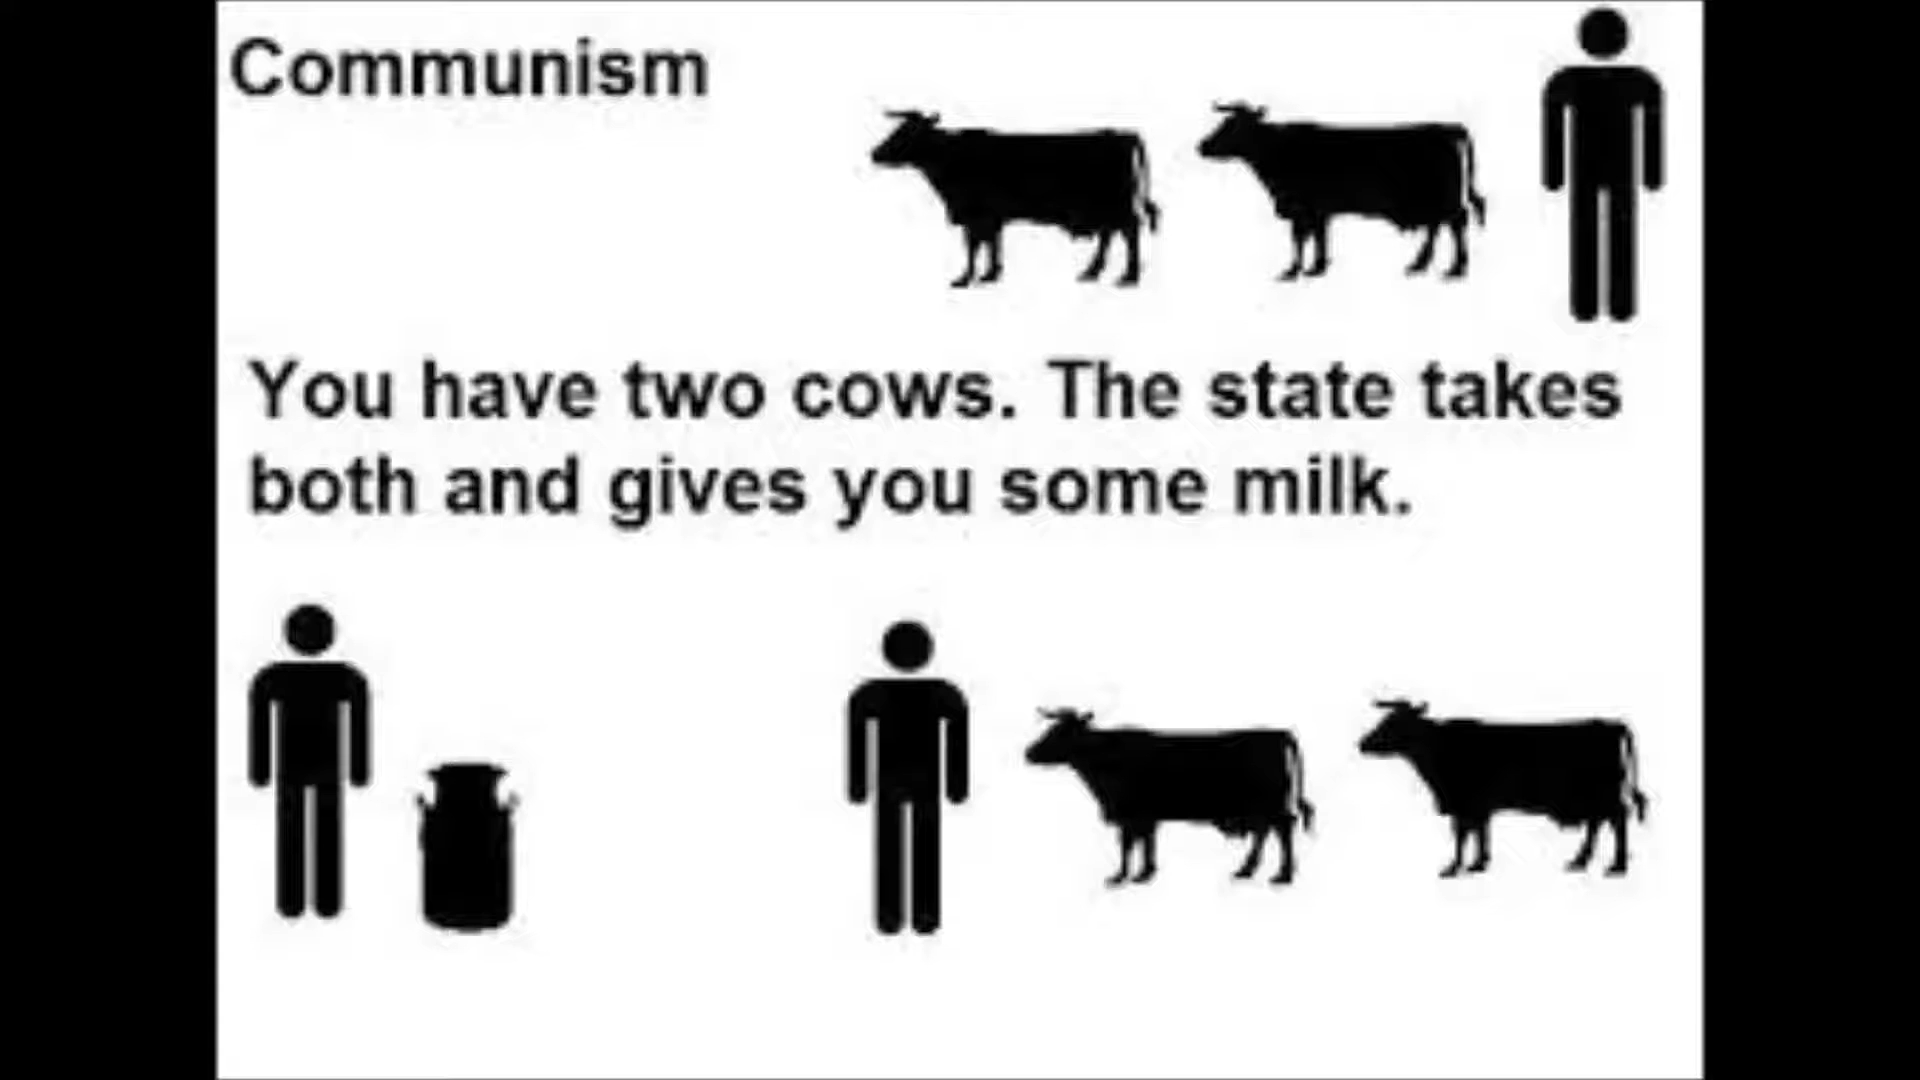 Communism
You have two cows. The state takes
both and gives you some milk.